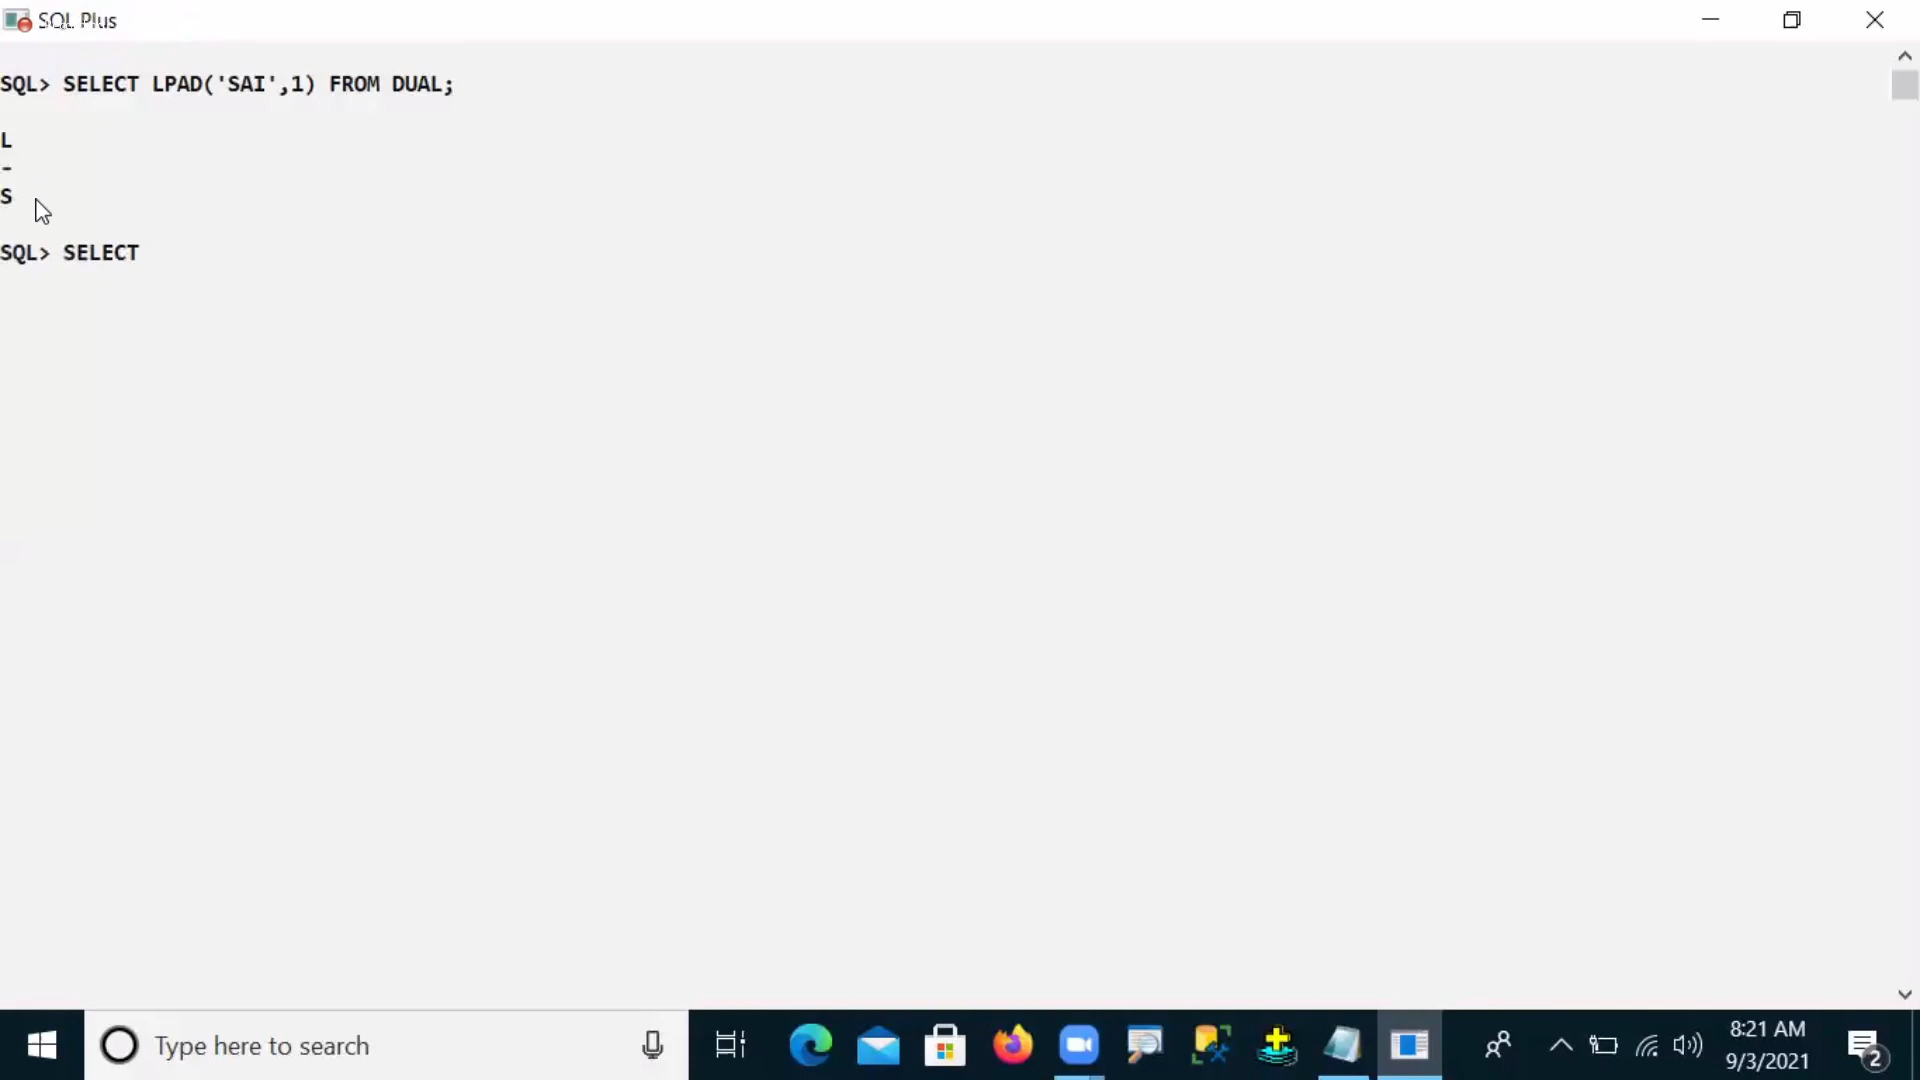 SQL Plus
SQL> SELECT LPAD('SAI',1) FROM DUAL;
L
-
S
SQL> SELECT
Type here to search
8:21 AM
9/3/2021
2